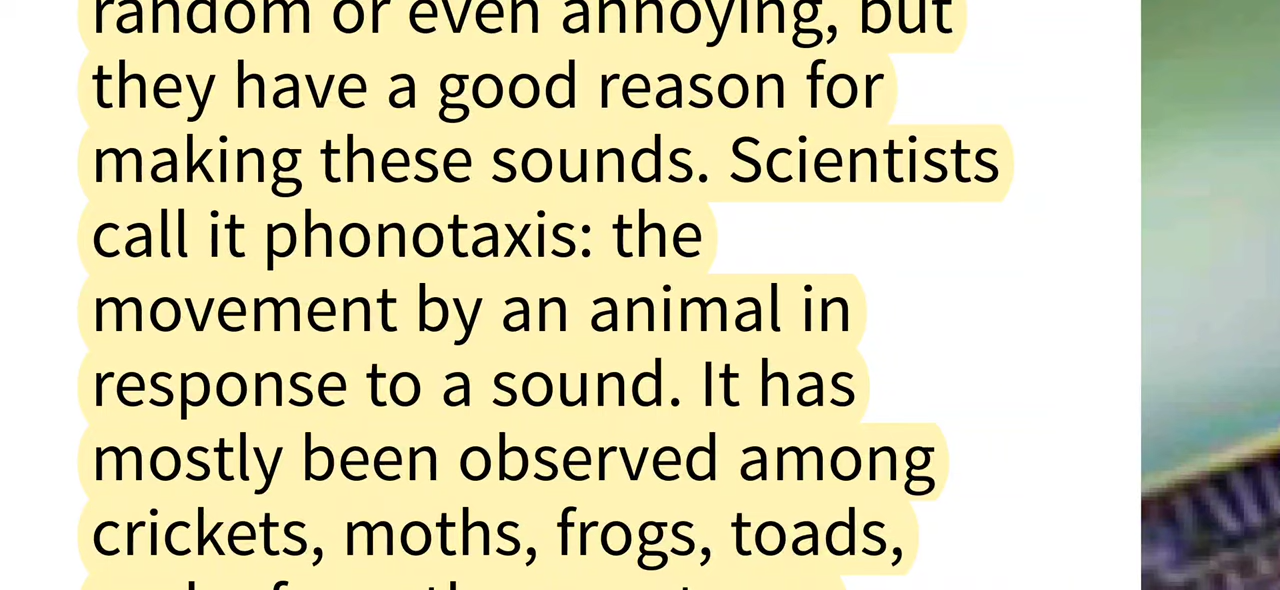 random or even annoying, but
they have a good reason for
making these sounds. Scientists
call it phonotaxis: the
movement by an animal in
response to a sound. It has
mostly been observed among
crickets, moths, frogs, toads,